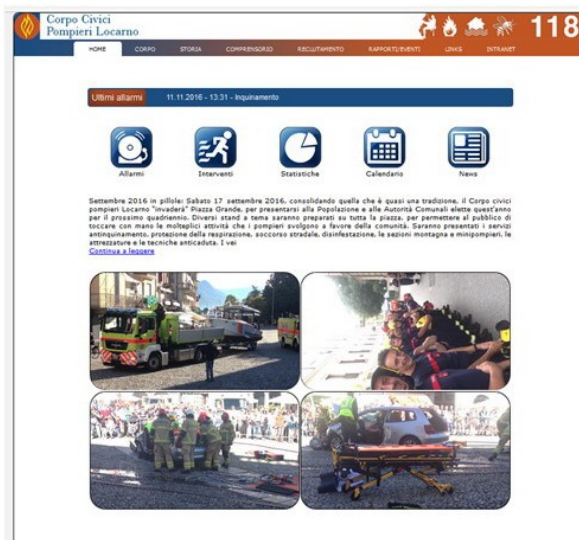 Corpo Civici
Pompieri Locarno
118
HOME CORPO STORIA COMPRENSORIO RECLUTAMENTO RAPPORTI/EVENTI LINKS INTRANET
Ultimi allarmi 11.11.2016 - 13:31 - Inquinamento
Allarmi Interventi Statistiche Calendario News
Settembre 2016 in pillole: Sabato 17 settembre 2016, consolidando quella che è quasi una tradizione, il Corpo civici
pompieri Locarno "invaderà" Piazza Grande, per presentarsi alla Popolazione e alle Autorità Comunali elette quest'anno
per il prossimo quadriennio. Diversi stand a tema saranno preparati su tutta la piazza, per permettere al pubblico di
toccare con mano le molteplici attività che i pompieri svolgono a favore della comunità. Saranno presentati i servizi
antinquinamento, protezione della respirazione, soccorso stradale, disinfestazione, le sezioni montagna e minipompieri, le
attrezzature e le tecniche anticaduta. I vei
Continua a leggere